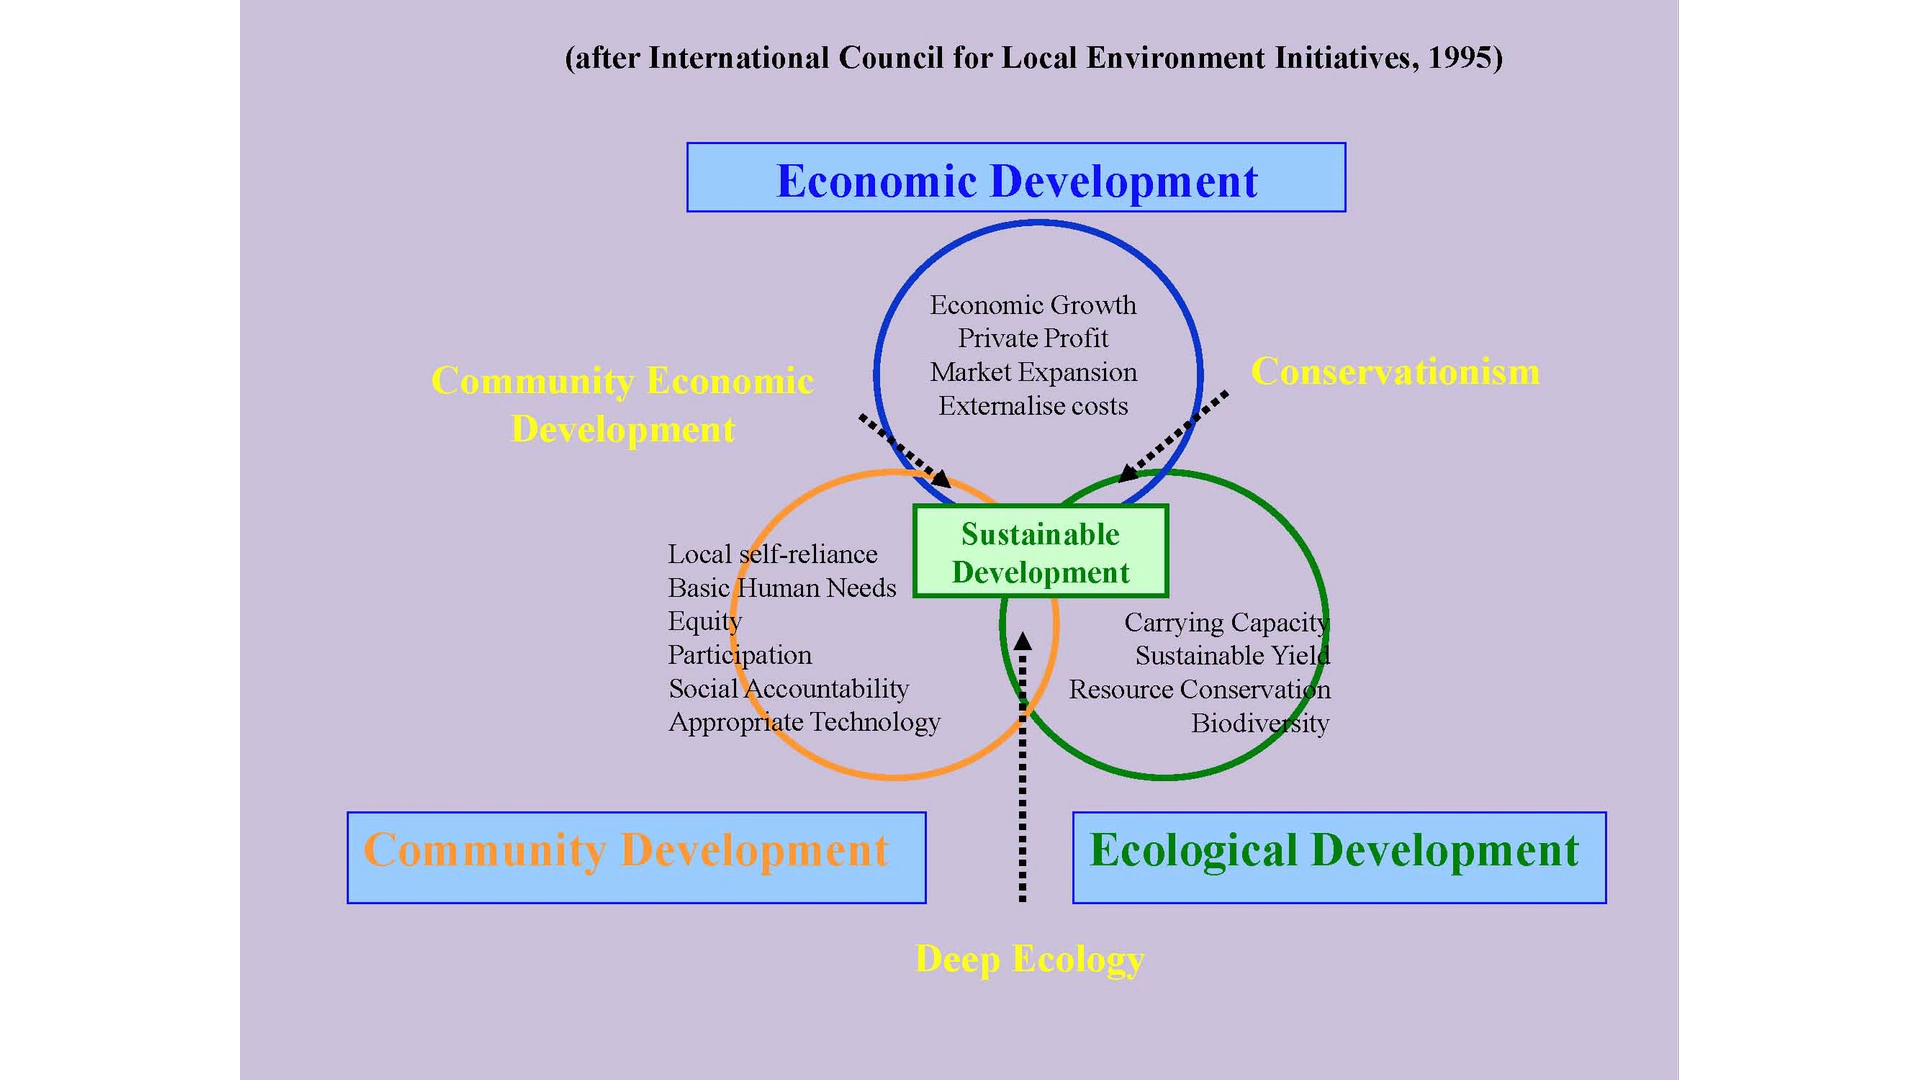 (after International Council for Local Environment Initiatives, 1995)
Economic Development
Economic Growth
Private Profit
Market Expansion
Externalise costs
Community Economic
Development
Conservationism
Sustainable
Development
Local self-reliance
Basic Human Needs
Equity
Participation
Social Accountability
Appropriate Technology
Carrying Capacity
Sustainable Yield
Resource Conservation
Biodiversity
Community Development
Ecological Development
Deep Ecology